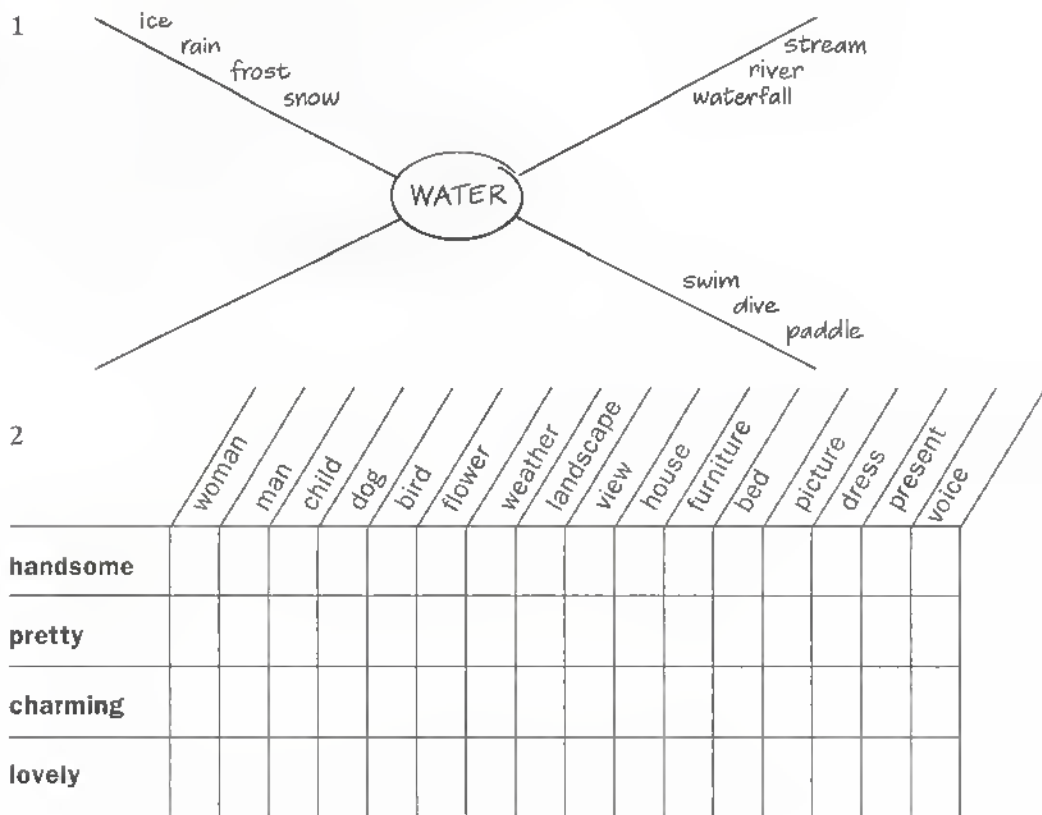 1
ice
rain
frost
snow
stream
river
waterfall
WATER
swim
dive
paddle
2
woman
man
child
dog
bird
flower
weather
landscape
view
house
furniture
bed
picture
dress
present
voice
handsome
pretty
charming
lovely